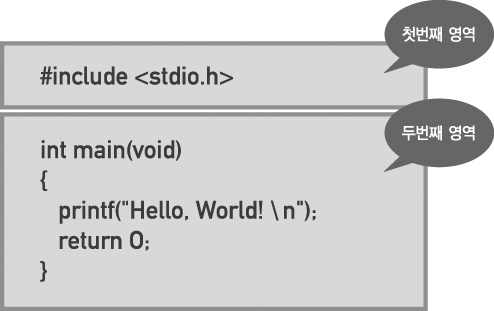 첫번째 영역
#include <stdio.h>
두번째 영역
int main(void)
{
printf("Hello, World! \n");
return 0;
}